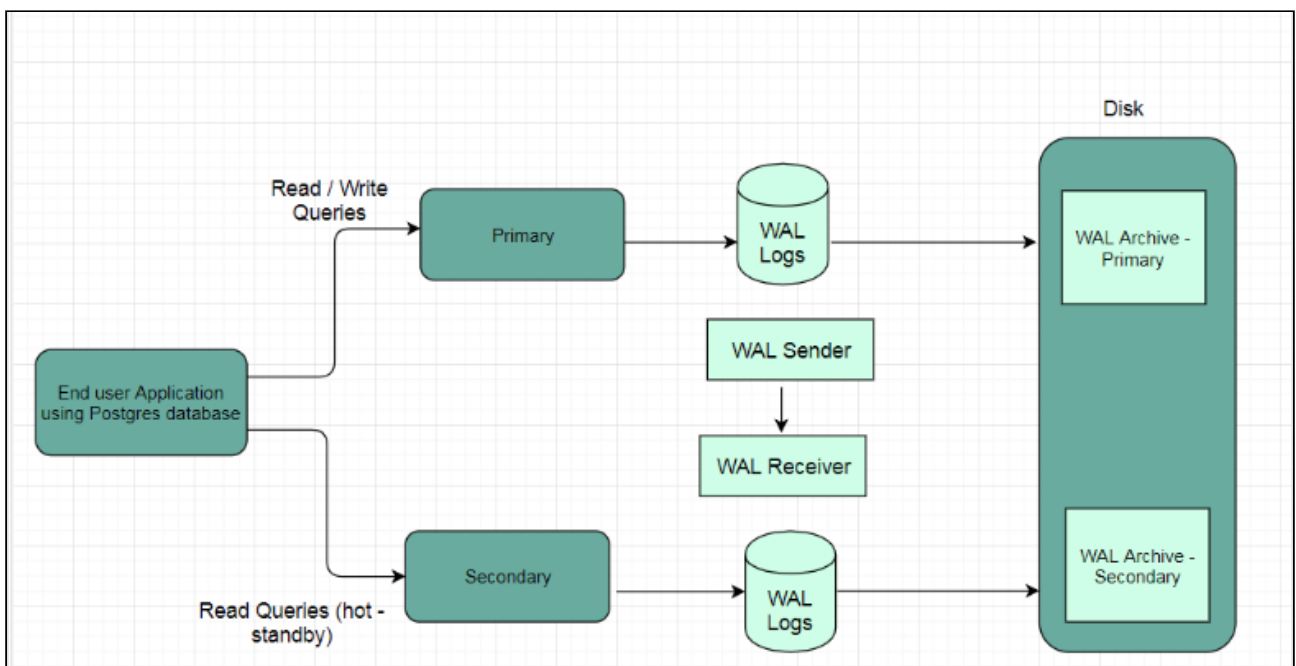 Disk
Read / Write
Queries
Primary
WAL
Logs
WAL Archive -
Primary
WAL Sender
End user Application
using Postgres database
WAL Receiver
Secondary
Read Queries (hot -
standby)
WAL
Logs
WAL Archive -
Secondary